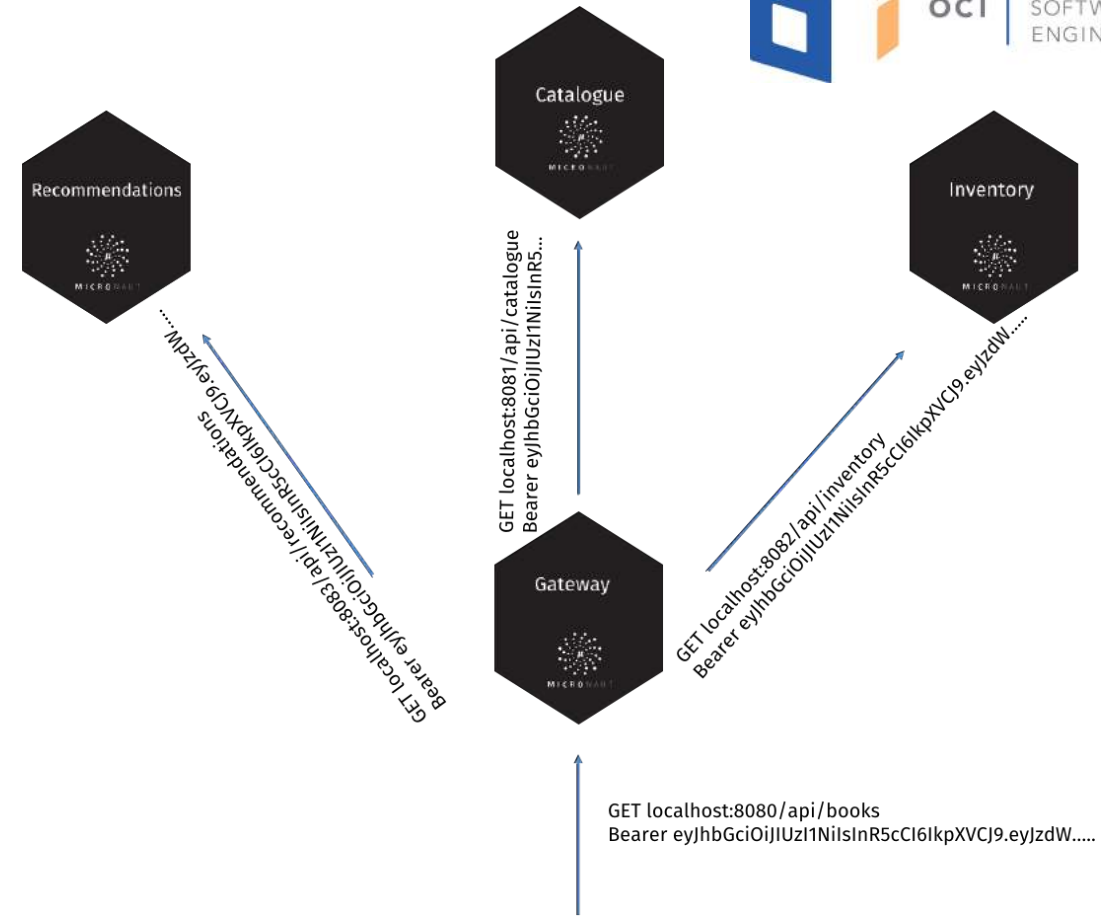 OCI
SOFTW
ENGIN
Catalogue
MICRONAUT
Recommendations
MICRONAUT
Inventory
MICRONAUT
GET localhost:8083/api/recommendations
Bearer eyJhbGciOiJIUzI1NiIsInR5cCI6IkpXVCJ9.eyJzdW.....
GET localhost:8081/api/catalogue
Bearer eyJhbGciOiJIUzI1NiIsInR5...
GET localhost:8082/api/inventory
Bearer eyJhbGciOiJIUzI1NiIsInR5cCI6IkpXVCJ9.eyJzdW.....
Gateway
MICRONAUT
GET localhost:8080/api/books
Bearer eyJhbGciOiJIUzI1NiIsInR5cCI6IkpXVCJ9.eyJzdW.....